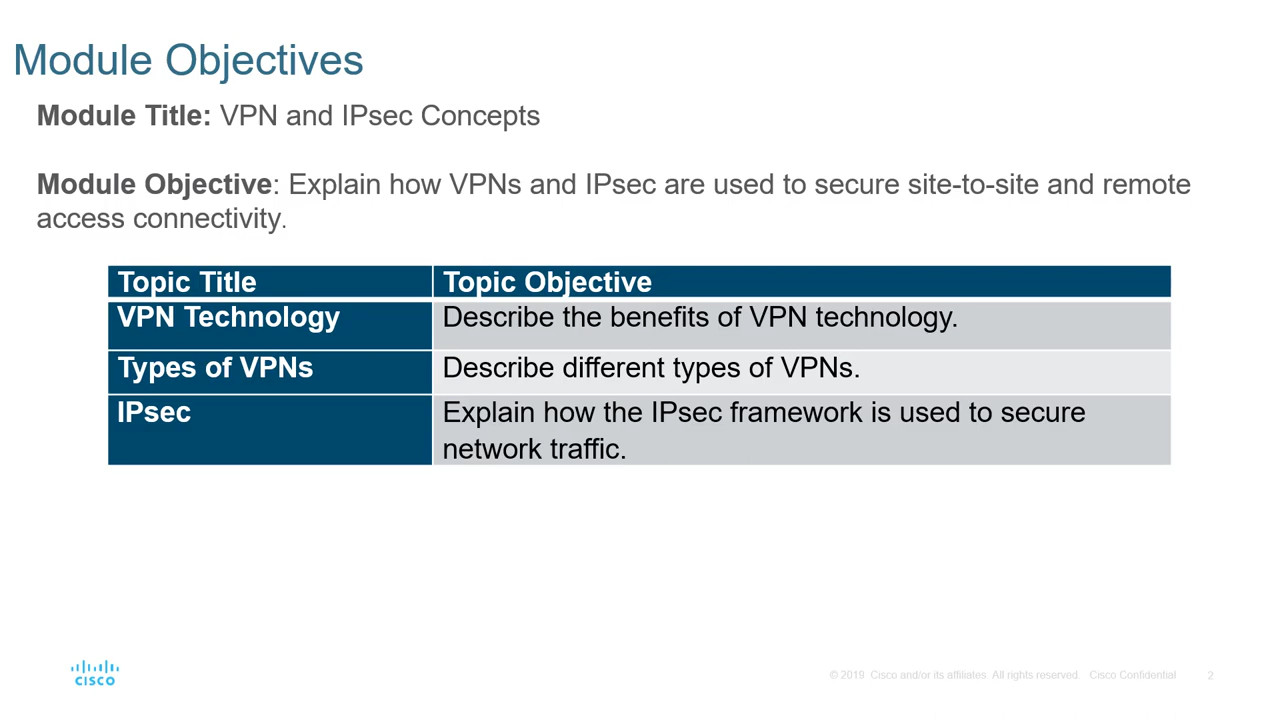 Module Objectives
Module Title: VPN and IPsec Concepts
Module Objective: Explain how VPNs and IPsec are used to secure site-to-site and remote
access connectivity.
Topic Title Topic Objective
VPN Technology Describe the benefits of VPN technology.
Types of VPNs Describe different types of VPNs.
IPsec Explain how the IPsec framework is used to secure
network traffic.
CISCO
© 2019 Cisco and/or its affiliates. All rights reserved. Cisco Confidential 2